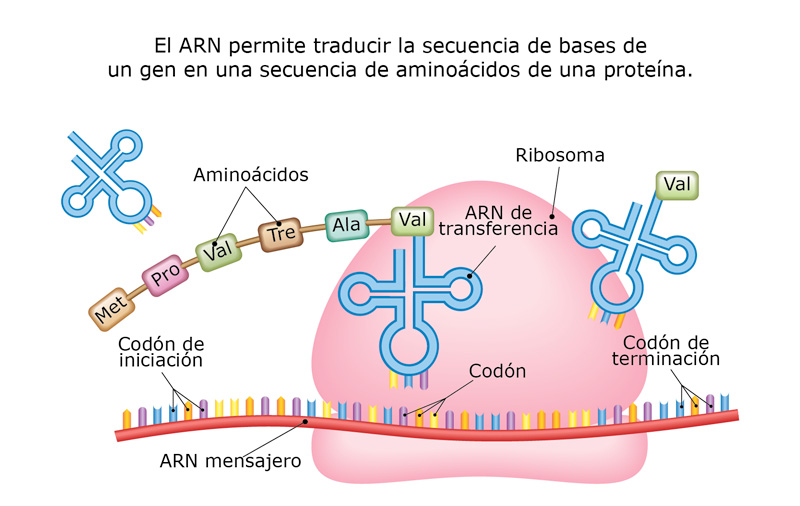 El ARN permite traducir la secuencia de bases de
un gen en una secuencia de aminoácidos de una proteína.
Ribosoma
Aminoácidos
Val
ARN de
transferencia
Met
Pro
Val
Tre
Ala
Val
Codón de
iniciación
Codón
Codón de
terminación
ARN mensajero